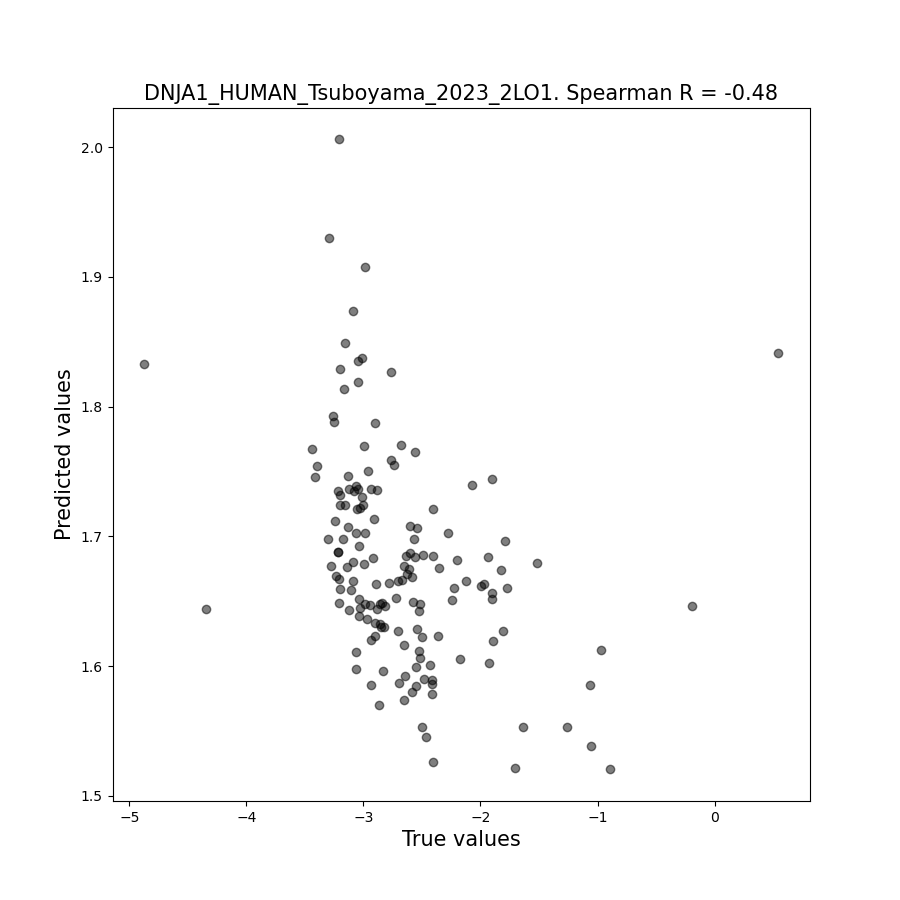 DNJA1_HUMAN_Tsuboyama_2023_2LO1. Spearman R = -0.48
2.0
1.9
1.8
1.7
1.6
1.5
Predicted values
−5 −4 −3 −2 −1 0
True values